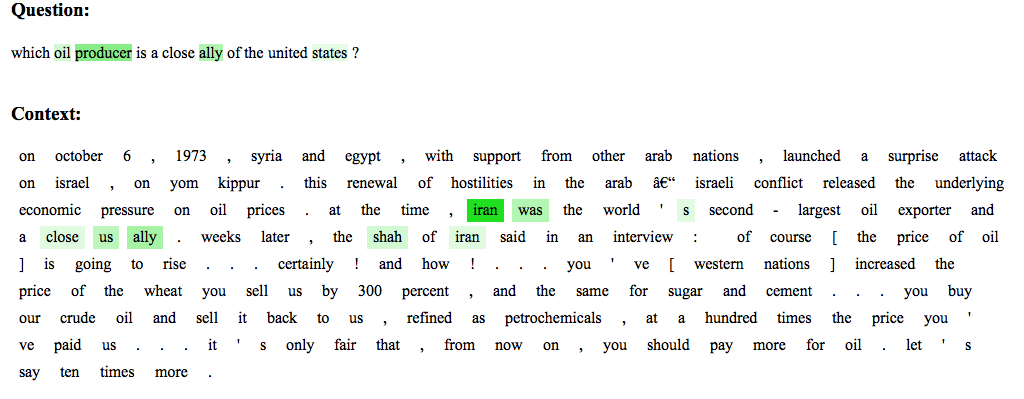 Question:
which oil producer is a close ally of the united states ?
Context:
on october 6 , 1973 , syria and egypt , with support from other arab nations , launched a surprise attack
on israel , on yom kippur . this renewal of hostilities in the arab â€“ israeli conflict released the underlying
economic pressure on oil prices . at the time , iran was the world ' s second - largest oil exporter and
a close us ally . weeks later , the shah of iran said in an interview : of course [ the price of oil
] is going to rise . . . certainly ! and how ! . . . you ' ve [ western nations ] increased the
price of the wheat you sell us by 300 percent , and the same for sugar and cement . . . you buy
our crude oil and sell it back to us , refined as petrochemicals , at a hundred times the price you '
ve paid us . . . it ' s only fair that , from now on , you should pay more for oil . let ' s
say ten times more .